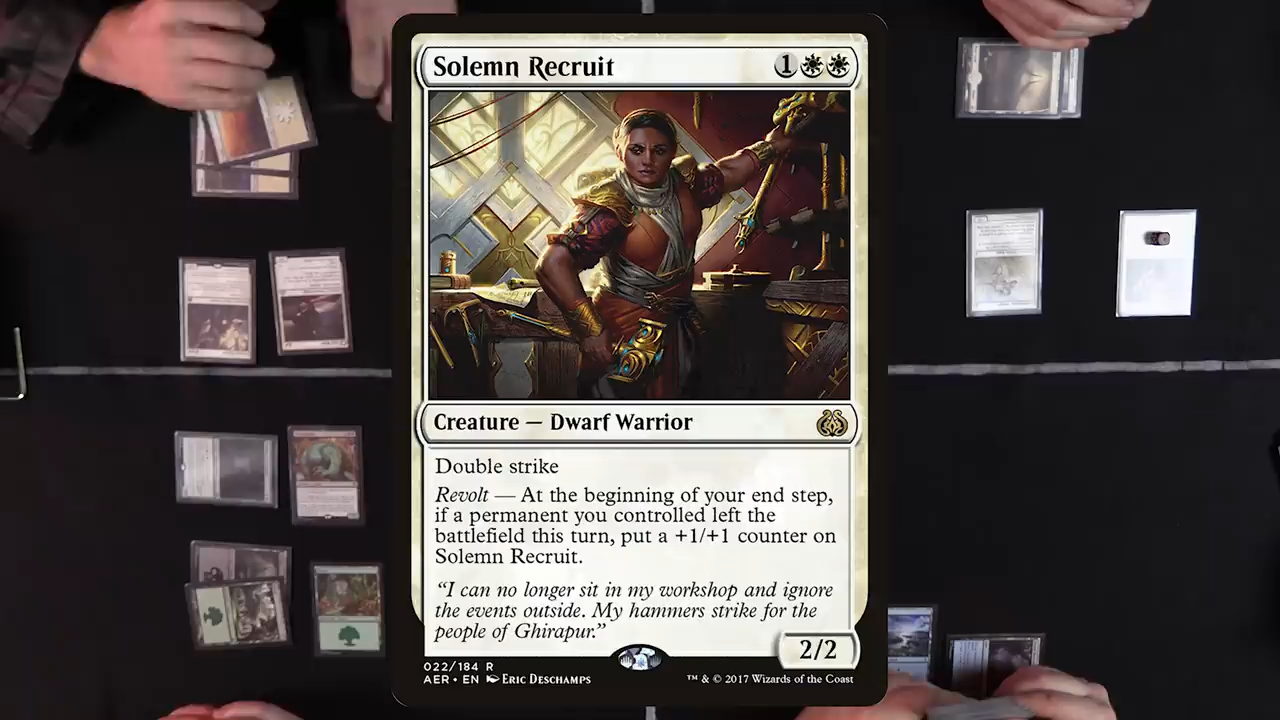 Solemn Recruit 1
Creature — Dwarf Warrior
Double strike
Revolt — At the beginning of your end step,
if a permanent you controlled left the
battlefield this turn, put a +1/+1 counter on
Solemn Recruit.
“I can no longer sit in my workshop and ignore
the events outside. My hammers strike for the
people of Ghirapur.”
2/2
022/184 R
AER • EN Eric Deschamps
™ & © 2017 Wizards of the Coast